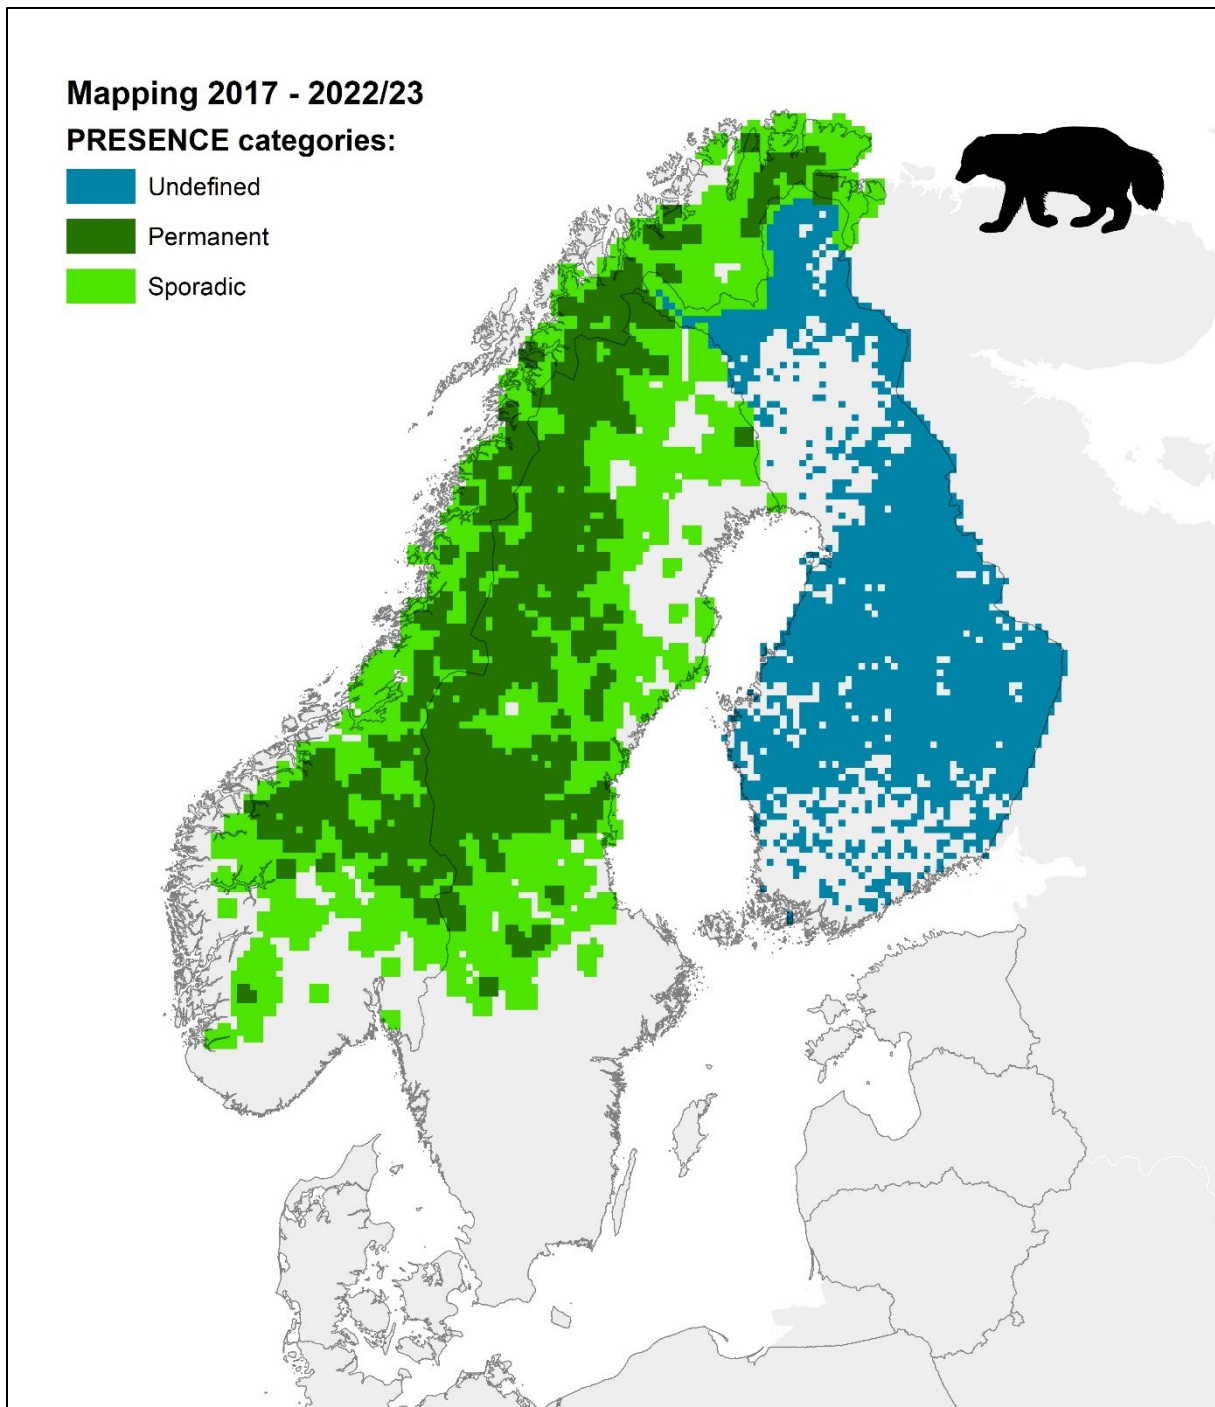 Mapping 2017 - 2022/23
PRESENCE categories:
Undefined
Permanent
Sporadic